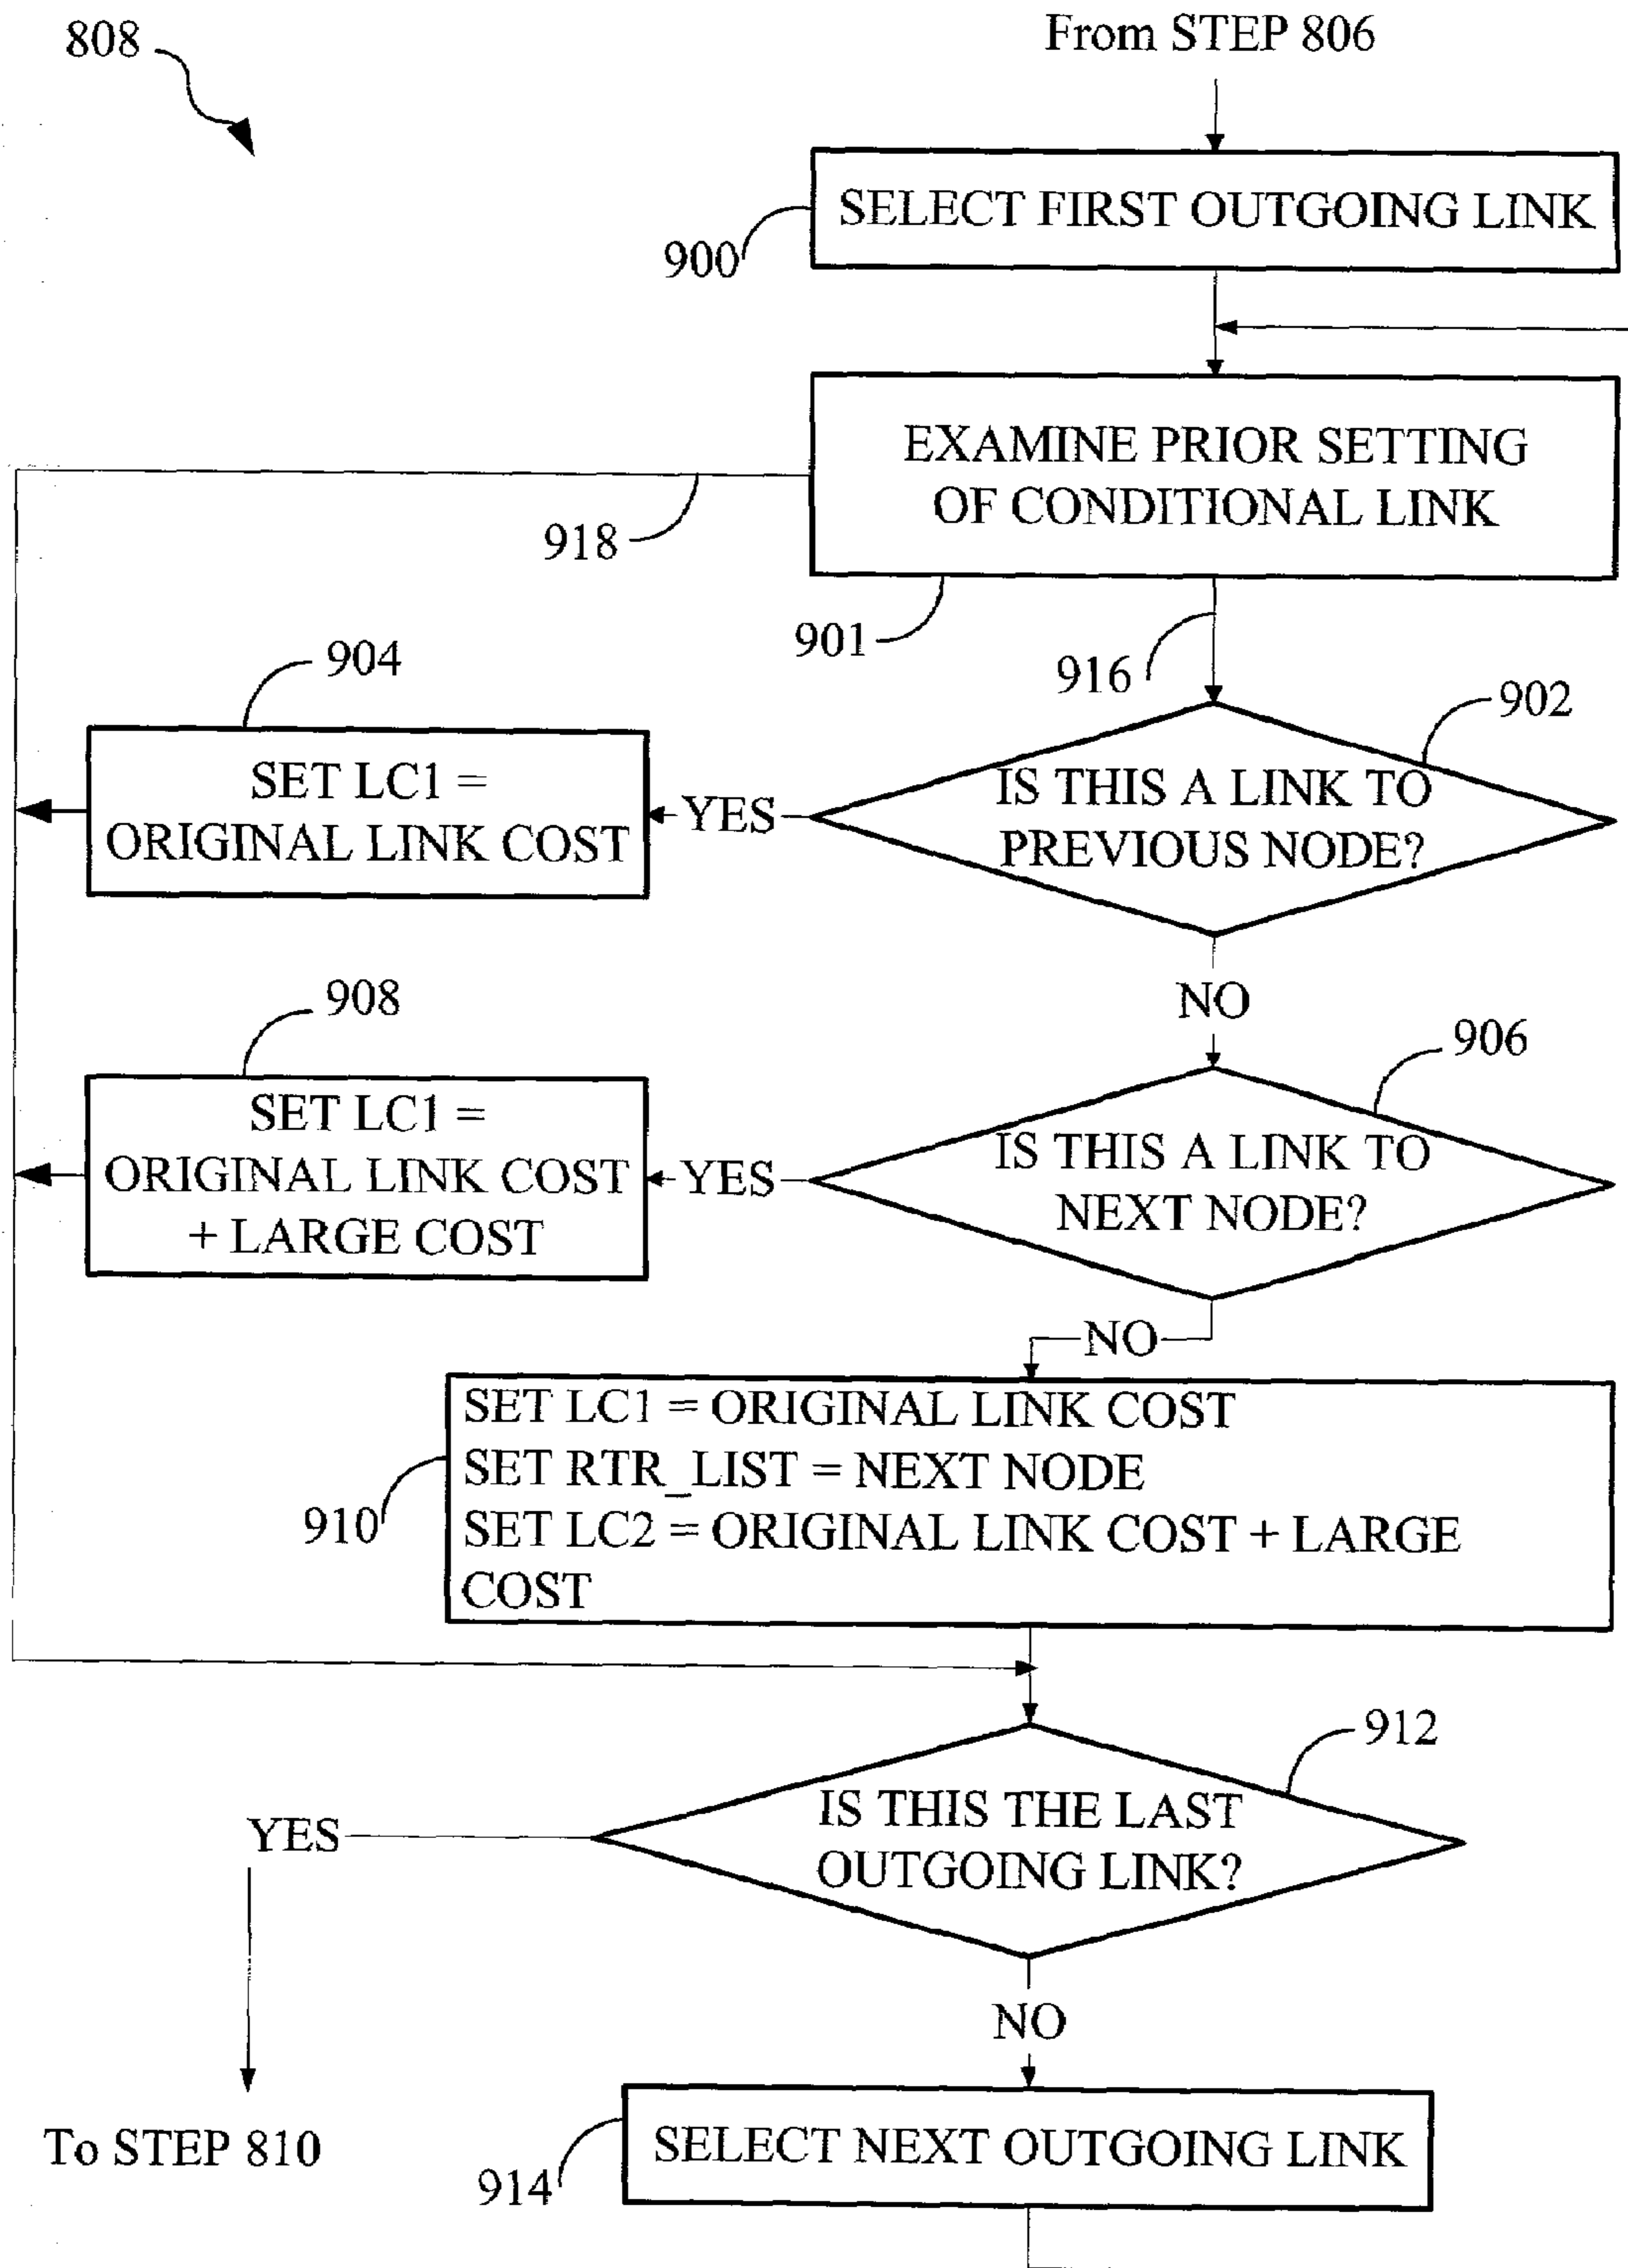 808
From STEP 806
SELECT FIRST OUTGOING LINK
900
EXAMINE PRIOR SETTING
OF CONDITIONAL LINK
918
901
916
904
902
SET LC1 =
ORIGINAL LINK COST
YES
IS THIS A LINK TO
PREVIOUS NODE?
NO
908
906
SET LC1 =
ORIGINAL LINK COST
+ LARGE COST
YES
IS THIS A LINK TO
NEXT NODE?
NO
SET LC1 = ORIGINAL LINK COST
SET RTR_LIST = NEXT NODE
SET LC2 = ORIGINAL LINK COST + LARGE
COST
910
912
IS THIS THE LAST
OUTGOING LINK?
YES
NO
To STEP 810
SELECT NEXT OUTGOING LINK
914